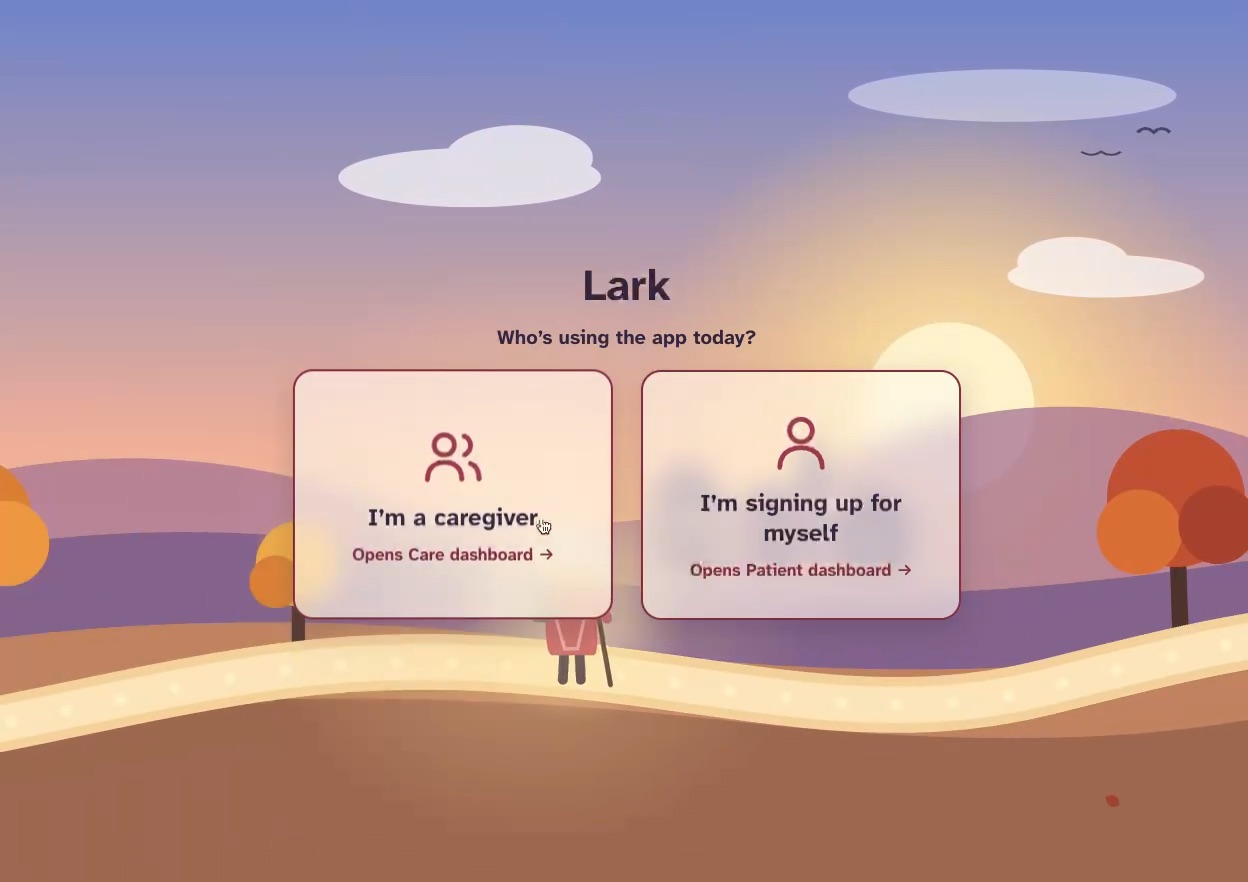 Lark
Who's using the app today?
I'm a caregiver
Opens Care dashboard →
I'm signing up for
myself
Opens Patient dashboard →